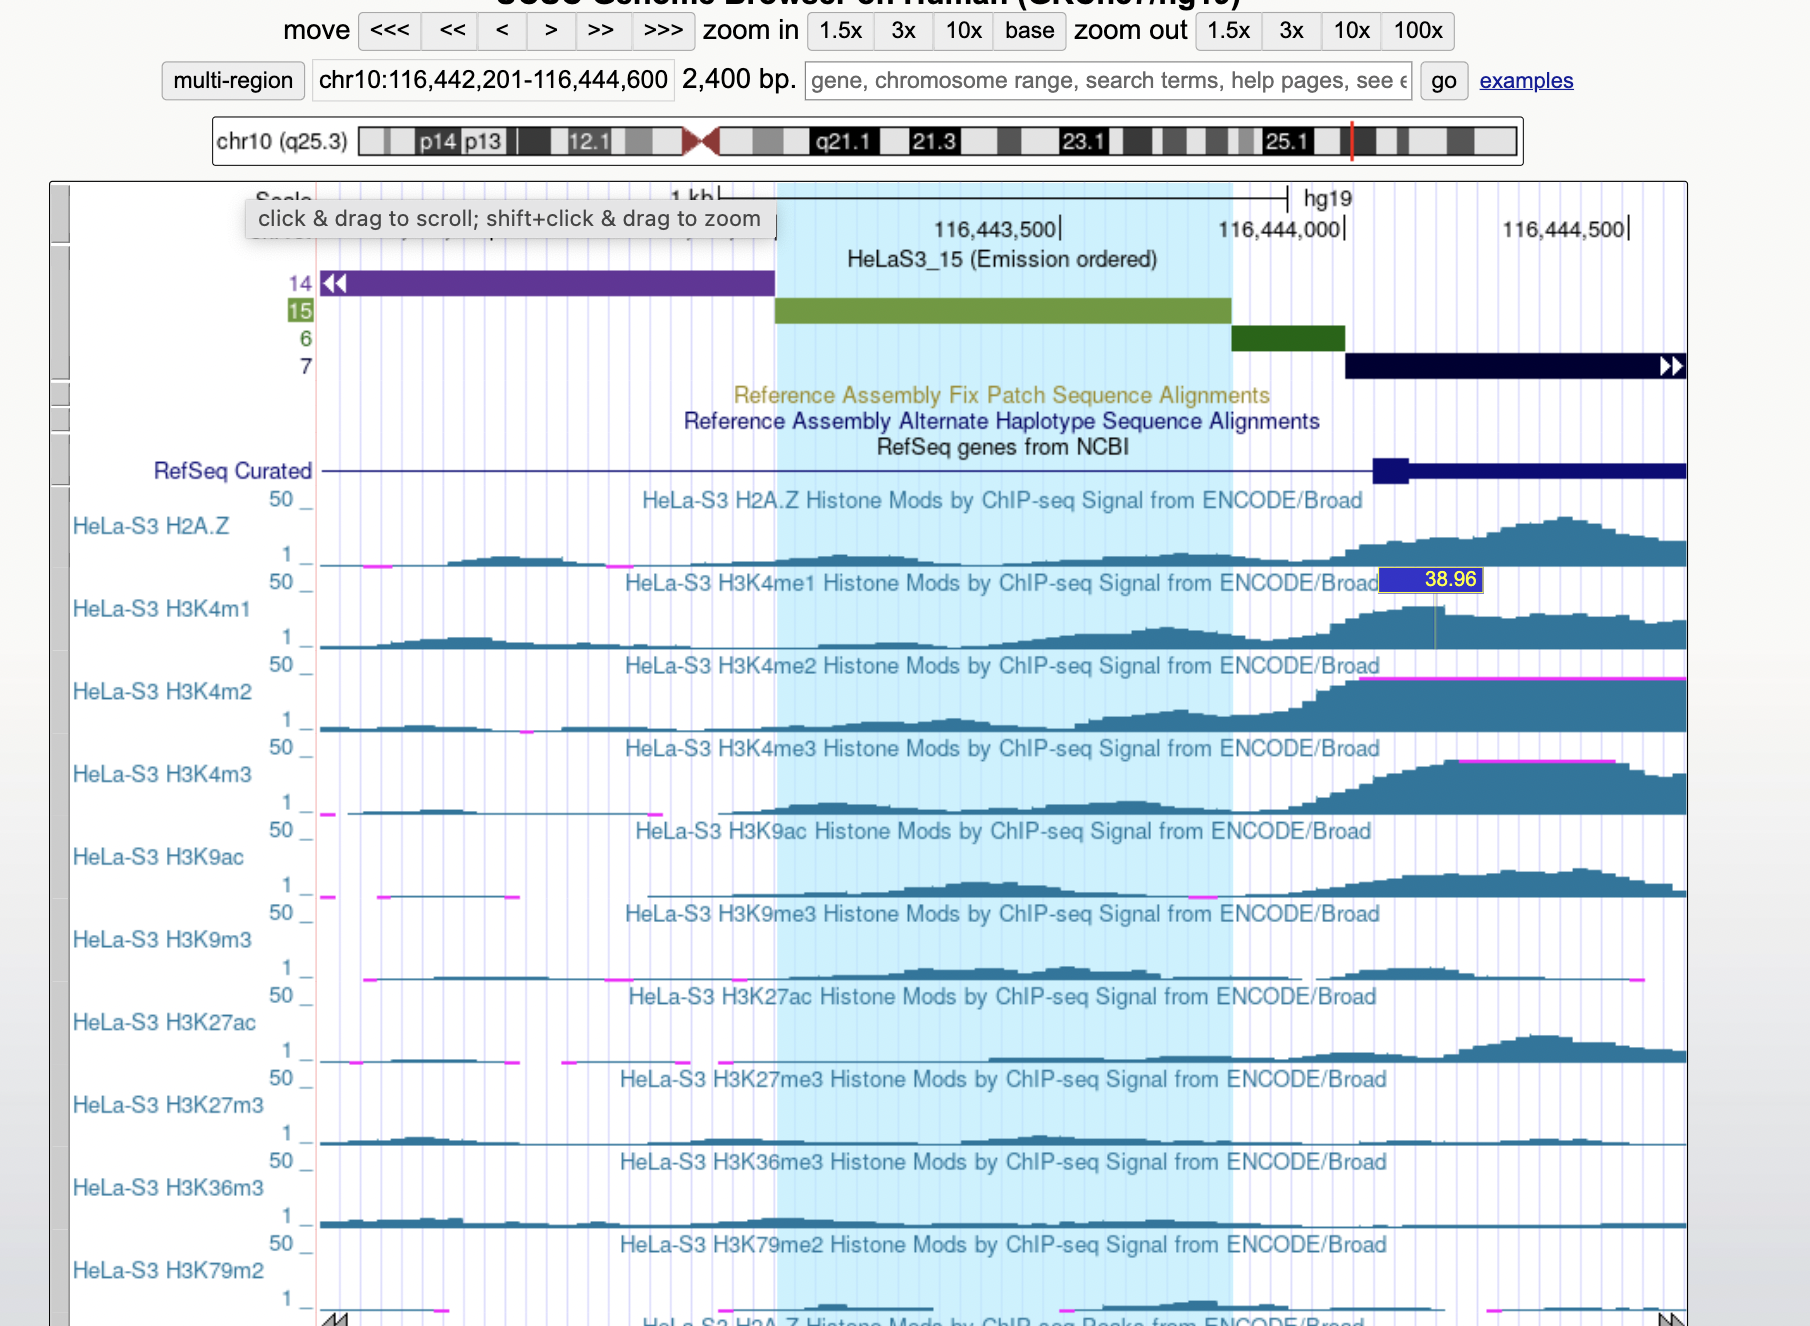 move <<< << < > >> >>> zoom in 1.5x 3x 10x base zoom out 1.5x 3x 10x 100x
multi-region chr10:116,442,201-116,444,600 2,400 bp. gene, chromosome range, search terms, help pages, see e go examples
chr10 (q25.3) p14 p13 12.1 q21.1 21.3 23.1 25.1
Scale 1 kb hg19
click & drag to scroll; shift+click & drag to zoom
116,443,500 116,444,000 116,444,500
HeLaS3_15 (Emission ordered)
14
15
6
7
Reference Assembly Fix Patch Sequence Alignments
Reference Assembly Alternate Haplotype Sequence Alignments
RefSeq genes from NCBI
RefSeq Curated
50 _ HeLa-S3 H2A.Z Histone Mods by ChIP-seq Signal from ENCODE/Broad
HeLa-S3 H2A.Z
1 _
50 _ HeLa-S3 H3K4me1 Histone Mods by ChIP-seq Signal from ENCODE/Broad 38.96
HeLa-S3 H3K4m1
1 _
50 _ HeLa-S3 H3K4me2 Histone Mods by ChIP-seq Signal from ENCODE/Broad
HeLa-S3 H3K4m2
1 _
50 _ HeLa-S3 H3K4me3 Histone Mods by ChIP-seq Signal from ENCODE/Broad
HeLa-S3 H3K4m3
1 _
50 _ HeLa-S3 H3K9ac Histone Mods by ChIP-seq Signal from ENCODE/Broad
HeLa-S3 H3K9ac
1 _
50 _ HeLa-S3 H3K9me3 Histone Mods by ChIP-seq Signal from ENCODE/Broad
HeLa-S3 H3K9m3
1 _
50 _ HeLa-S3 H3K27ac Histone Mods by ChIP-seq Signal from ENCODE/Broad
HeLa-S3 H3K27ac
1 _
50 _ HeLa-S3 H3K27me3 Histone Mods by ChIP-seq Signal from ENCODE/Broad
HeLa-S3 H3K27m3
1 _
50 _ HeLa-S3 H3K36me3 Histone Mods by ChIP-seq Signal from ENCODE/Broad
HeLa-S3 H3K36m3
1 _
50 _ HeLa-S3 H3K79me2 Histone Mods by ChIP-seq Signal from ENCODE/Broad
HeLa-S3 H3K79m2
1 _